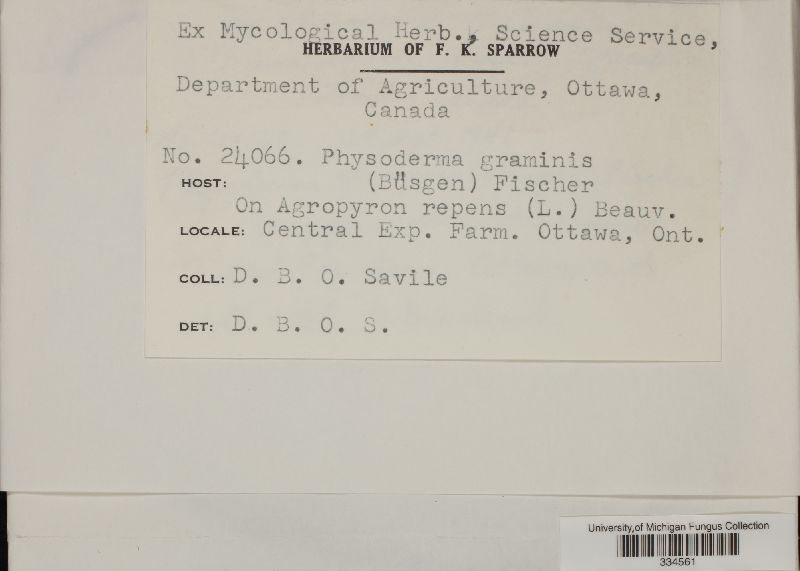 Ex Mycological Herb., Science Service,
HERBARIUM OF F. K. SPARROW
Department of Agriculture, Ottawa,
Canada
No. 24066. Physoderma graminis
HOST: (Büsgen) Fischer
On Agropyron repens (L.) Beauv.
LOCALE: Central Exp. Farm. Ottawa, Ont.
COLL: D. B. O. Savile
DET: D. B. O. S.
University of Michigan Fungus Collection
334561